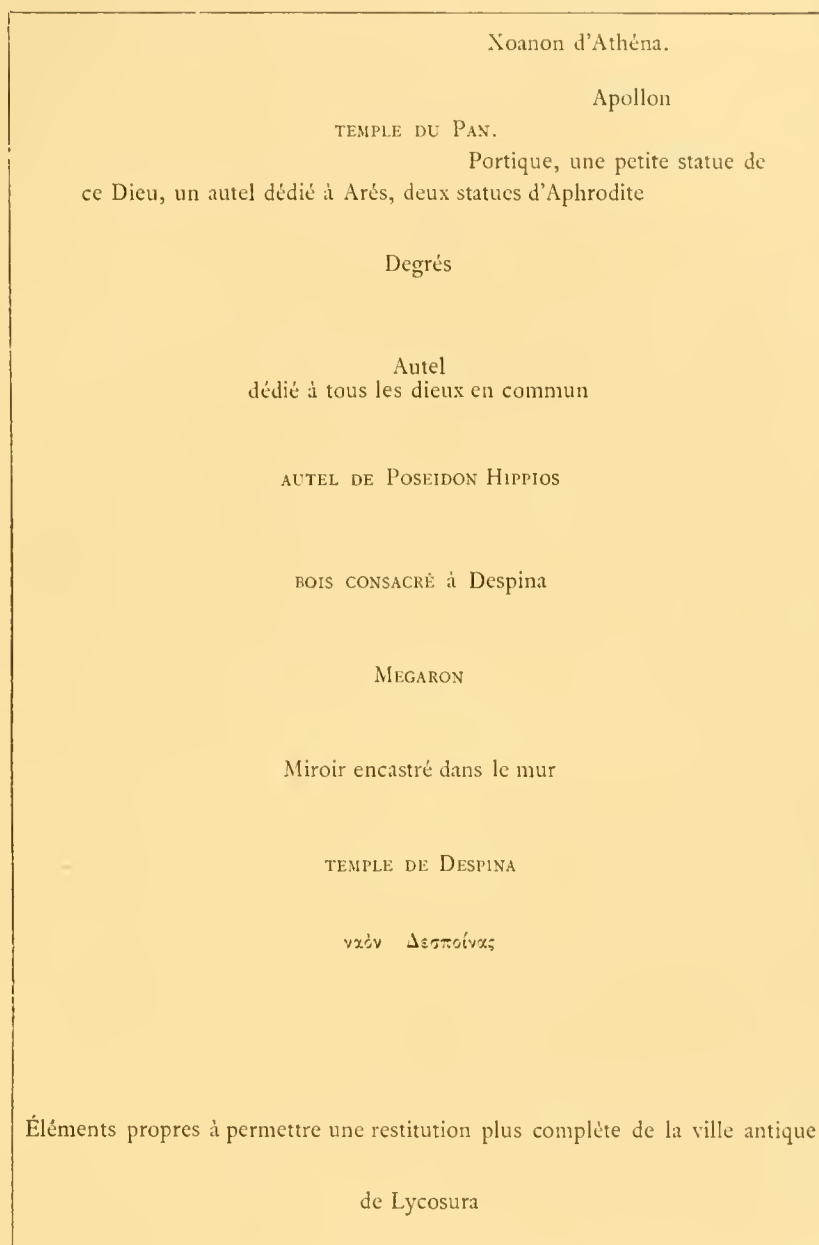 Xoanon d'Athéna.
Apollon
TEMPLE DU PAN.
Portique, une petite statue de
ce Dieu, un autel dédié à Arés, deux statues d'Aphrodite
Degrés
Autel
dédié à tous les dieux en commun
AUTEL DE POSEIDON HIPPIOS
BOIS CONSACRÉ à Despina
MEGARON
Miroir encastré dans le mur
TEMPLE DE DESPINA
ναὸν Δεσποίνας
Éléments propres à permettre une restitution plus complète de la ville antique
de Lycosura